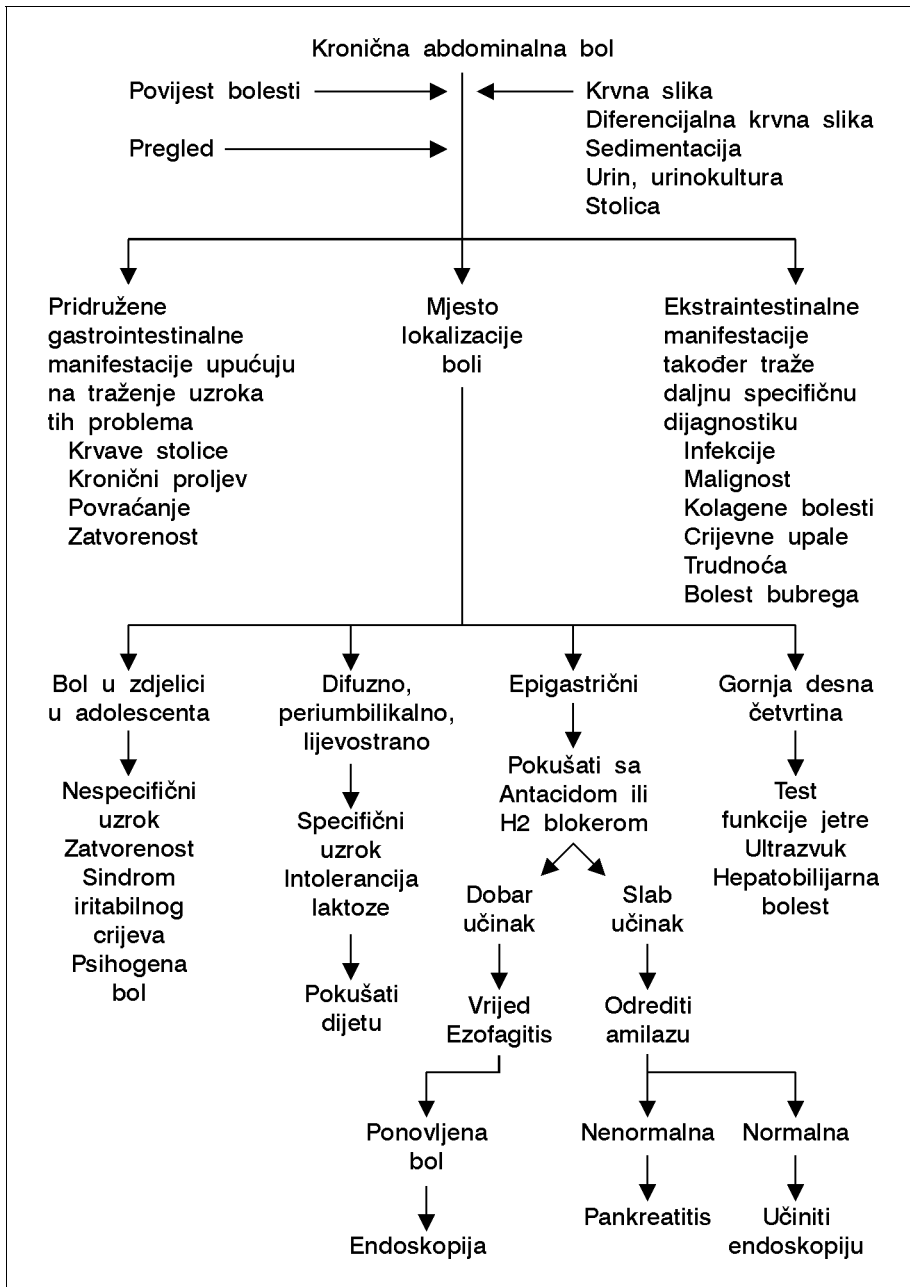 Kronična abdominalna bol
Povijest bolesti
Pregled
Krvna slika
Diferencijalna krvna slika
Sedimentacija
Urin, urinokultura
Stolica
Pridružene
gastrointestinalne
manifestacije upućuju
na traženje uzroka
tih problema
Krvave stolice
Kronični proljev
Povraćanje
Zatvorenost
Mjesto
lokalizacije
boli
Ekstraintestinalne
manifestacije
također traže
daljnu specifičnu
dijagnostiku
Infekcije
Malignost
Kolagene bolesti
Crijevne upale
Trudnoća
Bolest bubrega
Bol u zdjelici
u adolescenta
Nespecifični
uzrok
Zatvorenost
Sindrom
iritabilnog
crijeva
Psihogena
bol
Difuzno,
periumbilikalno,
lijevostrano
Specifični
uzrok
Intolerancija
laktoze
Pokušati
dijetu
Epigastrični
Pokušati sa
Antacidom ili
H2 blokerom
Dobar
učinak
Vrijed
Ezofagitis
Ponovljena
bol
Endoskopija
Slab
učinak
Odrediti
amilazu
Nenormalna
Pankreatitis
Normalna
Učiniti
endoskopiju
Gornja desna
četvrtina
Test
funkcije jetre
Ultrazvuk
Hepatobilijarna
bolest